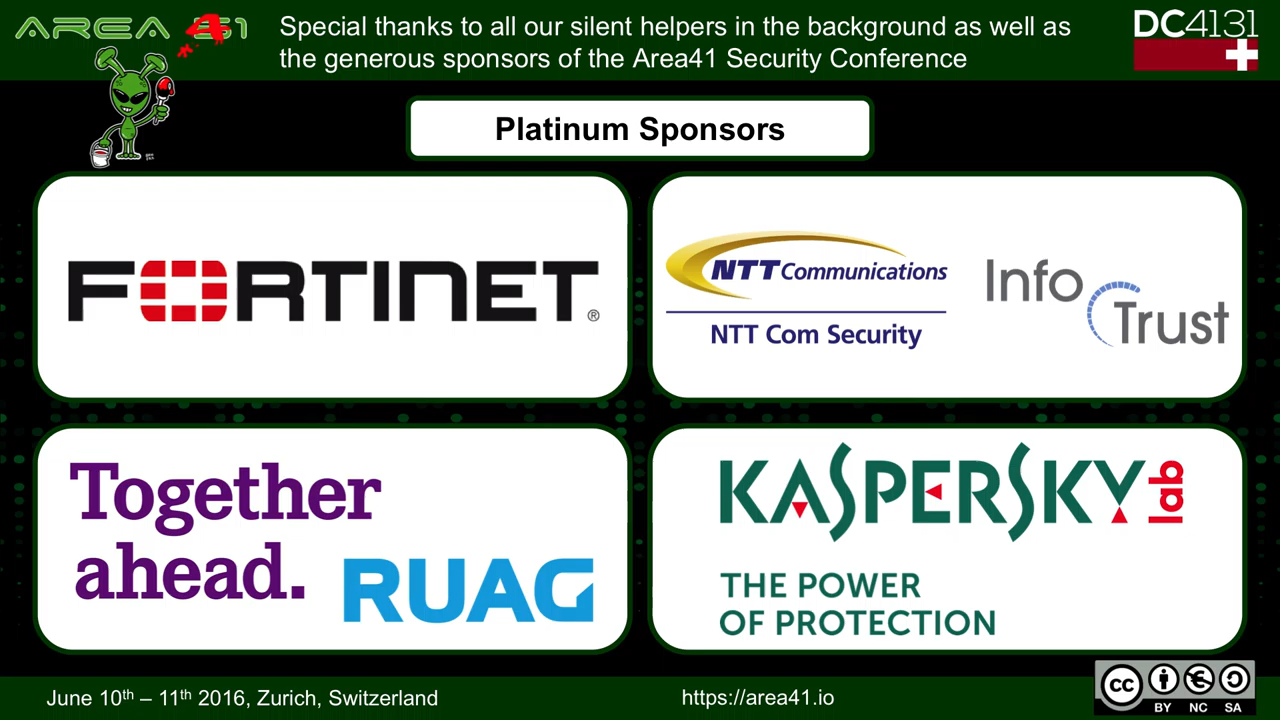 AREA 41
Special thanks to all our silent helpers in the background as well as
the generous sponsors of the Area41 Security Conference
DC4131
Platinum Sponsors
FORTINET®
NTT Communications
NTT Com Security
Info
Trust
Together
ahead.
RUAG
KASPERSKY lab
THE POWER
OF PROTECTION
June 10th – 11th 2016, Zurich, Switzerland
https://area41.io
cc
BY NC SA